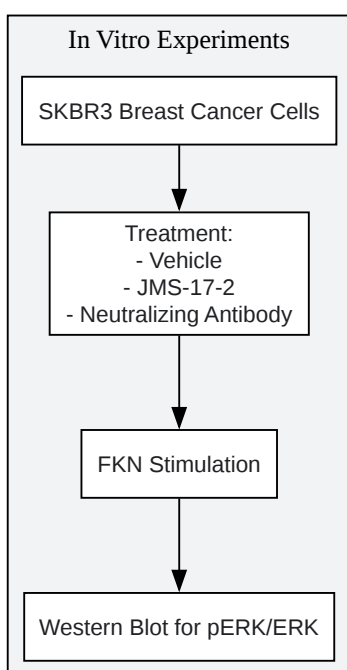 In Vitro Experiments
SKBR3 Breast Cancer Cells
Treatment:
- Vehicle
- JMS-17-2
- Neutralizing Antibody
FKN Stimulation
Western Blot for pERK/ERK